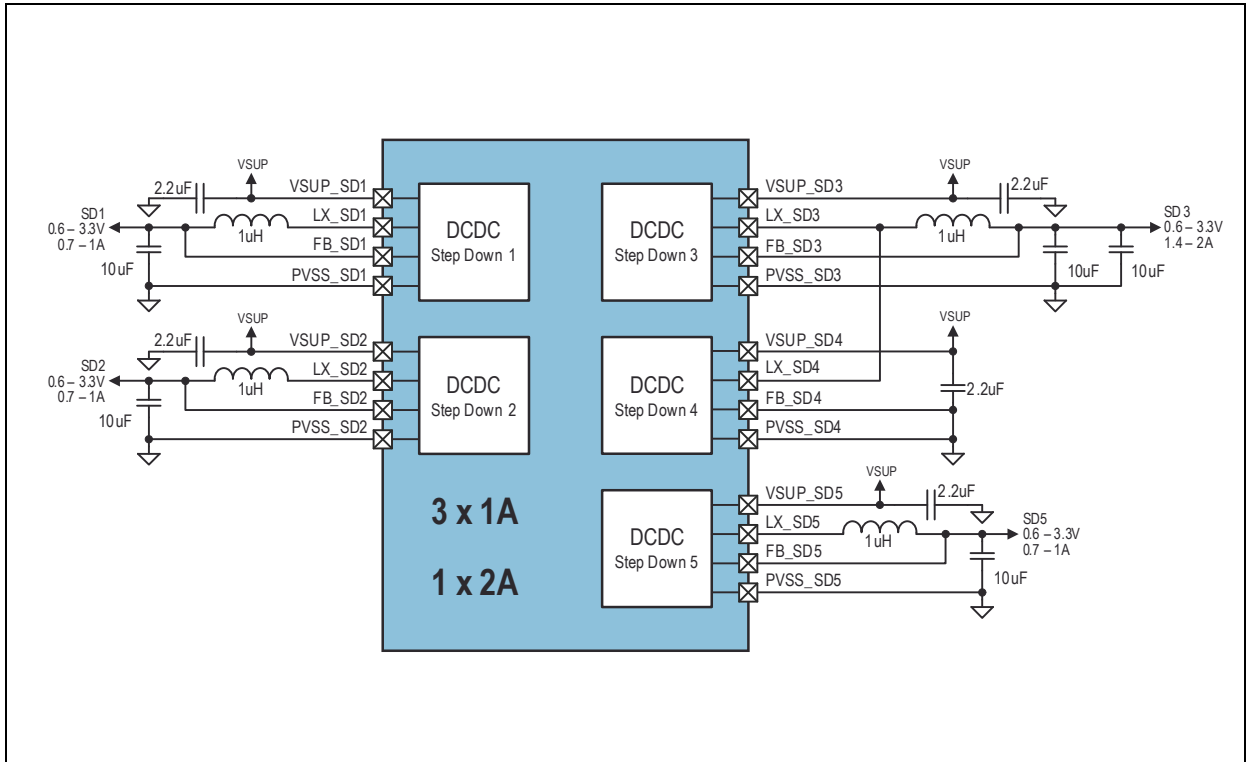 VSUP
2.2uF
VSUP_SD1
SD1
0.6 – 3.3V
0.7 – 1A
LX_SD1
1uH
FB_SD1
10uF
PVSS_SD1
DCDC
Step Down 1
VSUP
2.2uF
VSUP_SD2
SD2
0.6 – 3.3V
0.7 – 1A
LX_SD2
1uH
FB_SD2
10uF
PVSS_SD2
DCDC
Step Down 2
3 x 1A
1 x 2A
DCDC
Step Down 3
VSUP_SD3
VSUP
2.2uF
LX_SD3
1uH
FB_SD3
SD3
0.6 – 3.3V
1.4 – 2A
10uF
10uF
PVSS_SD3
DCDC
Step Down 4
VSUP
VSUP_SD4
LX_SD4
2.2uF
FB_SD4
PVSS_SD4
DCDC
Step Down 5
VSUP_SD5
VSUP
2.2uF
LX_SD5
1uH
FB_SD5
SD5
0.6 – 3.3V
0.7 – 1A
10uF
PVSS_SD5